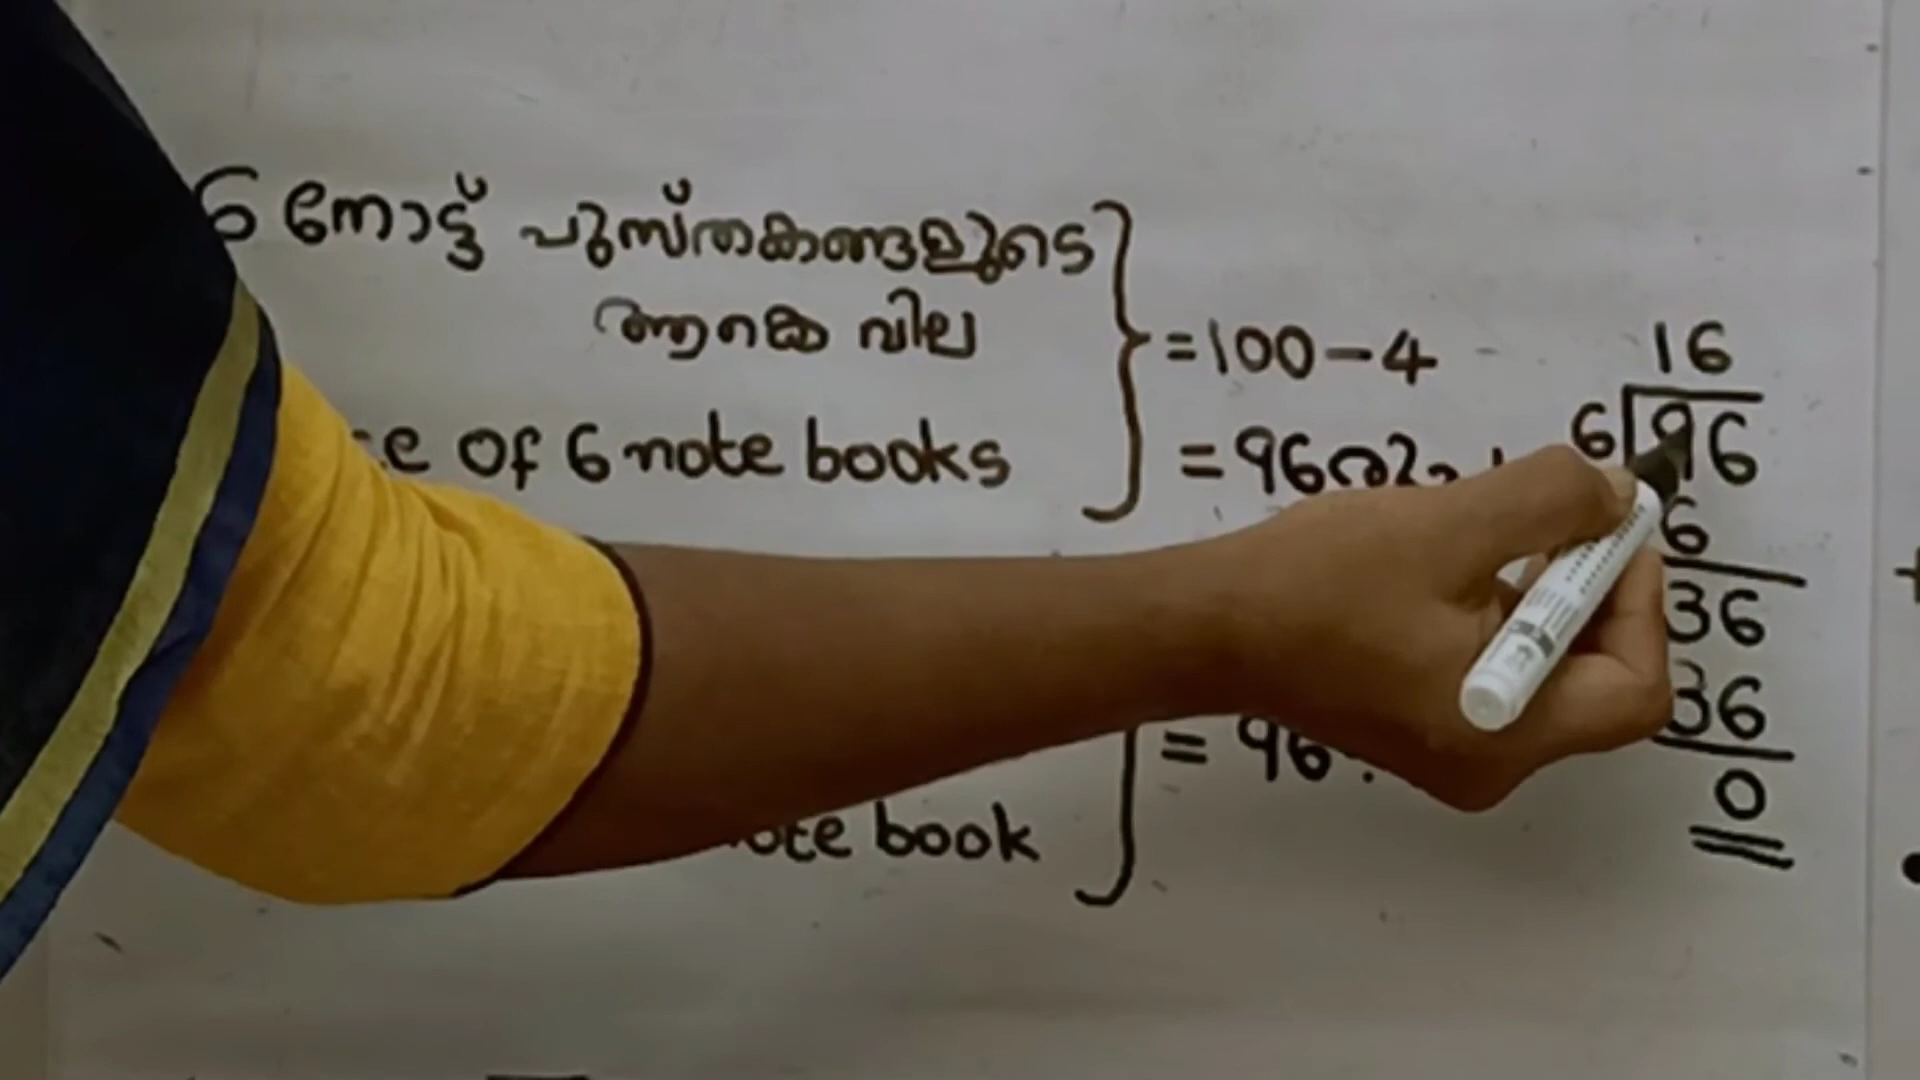 6 നോട്ട് പുസ്തകങ്ങളുടെ
ആകെ വില
= 100 - 4
of 6 note books
= 96
= 96
book
16
6 96
6
36
36
0